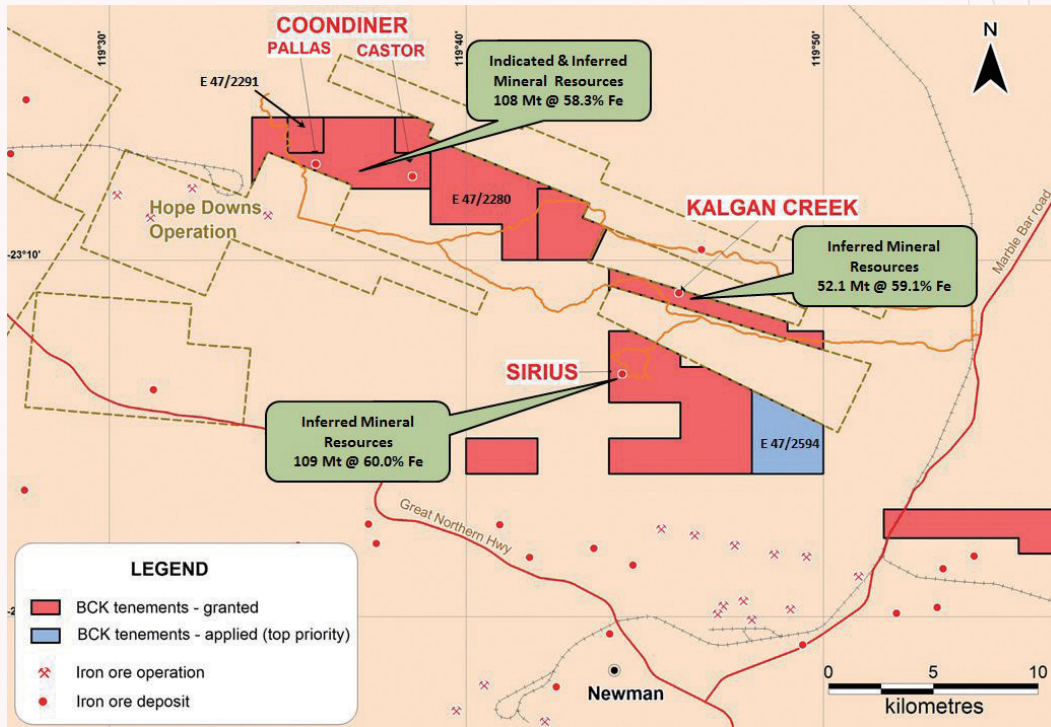 119°30'
119°40'
119°50'
N
COONDINER
PALLAS
CASTOR
E 47/2291
Indicated & Inferred
Mineral Resources
108 Mt @ 58.3% Fe
E 47/2280
Hope Downs
Operation
KALGAN CREEK
-23°10'
Inferred Mineral
Resources
52.1 Mt @ 59.1% Fe
Marble Bar road
SIRIUS
Inferred Mineral
Resources
109 Mt @ 60.0% Fe
E 47/2594
Great Northern Hwy
LEGEND
BCK tenements - granted
BCK tenements - applied (top priority)
Iron ore operation
Iron ore deposit
Newman
0 5 10
kilometres